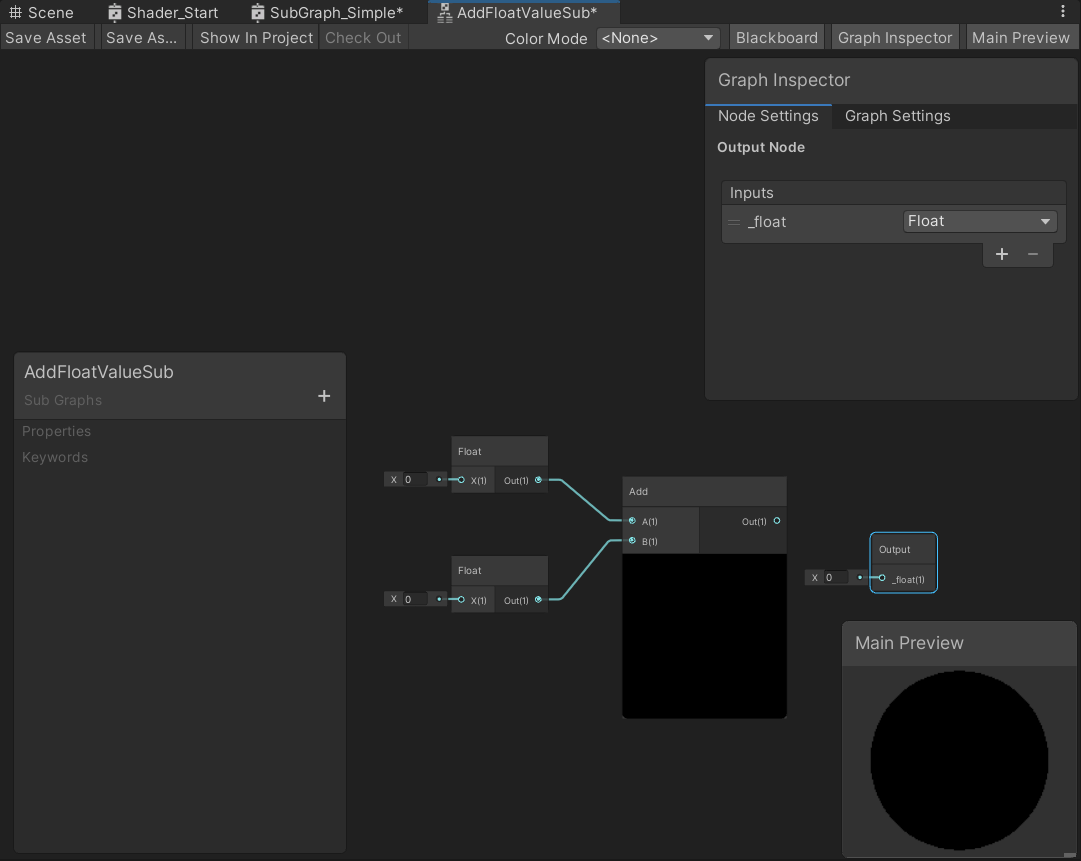 Scene Shader_Start SubGraph_Simple* AddFloatValueSub*
Save Asset Save As... Show In Project Check Out Color Mode <None> Blackboard Graph Inspector Main Preview
Graph Inspector
Node Settings Graph Settings
Output Node
Inputs
_float Float
+ −
AddFloatValueSub
Sub Graphs +
Properties
Keywords
Float
X 0 X(1) Out(1)
Float
X 0 X(1) Out(1)
Add
A(1) Out(1)
B(1)
Output
X 0 _float(1)
Main Preview